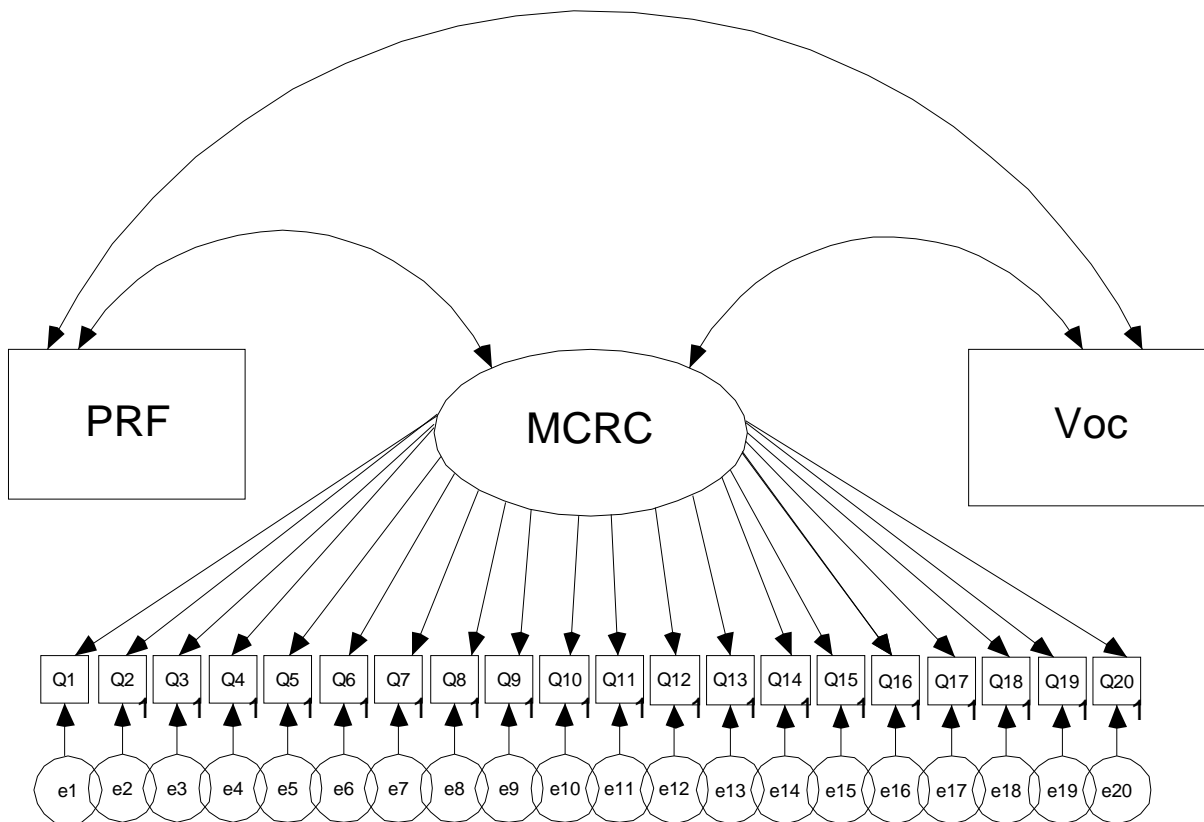 PRF MCRC Voc
Q1 Q2 Q3 Q4 Q5 Q6 Q7 Q8 Q9 Q10 Q11 Q12 Q13 Q14 Q15 Q16 Q17 Q18 Q19 Q20
1 1 1 1 1 1 1 1 1 1 1 1 1 1 1 1 1 1 1
e1 e2 e3 e4 e5 e6 e7 e8 e9 e10 e11 e12 e13 e14 e15 e16 e17 e18 e19 e20